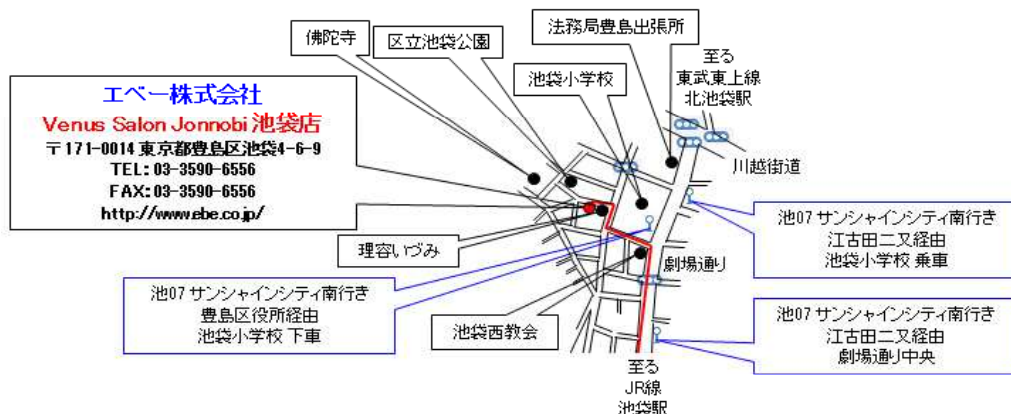 佛陀寺
区立池袋公園
法務局豊島出張所
池袋小学校
至る
東武東上線
北池袋駅
エベー株式会社
Venus Salon Jonnobi 池袋店
〒171-0014 東京都豊島区池袋4-6-9
TEL: 03-3590-6556
FAX: 03-3590-6556
http://www.ebe.co.jp/
川越街道
池07 サンシャインシティ南行き
江古田二又経由
池袋小学校 乗車
理容いづみ
劇場通り
池07 サンシャインシティ南行き
豊島区役所経由
池袋小学校 下車
池袋西教会
池07 サンシャインシティ南行き
江古田二又経由
劇場通り中央
至る
JR線
池袋駅